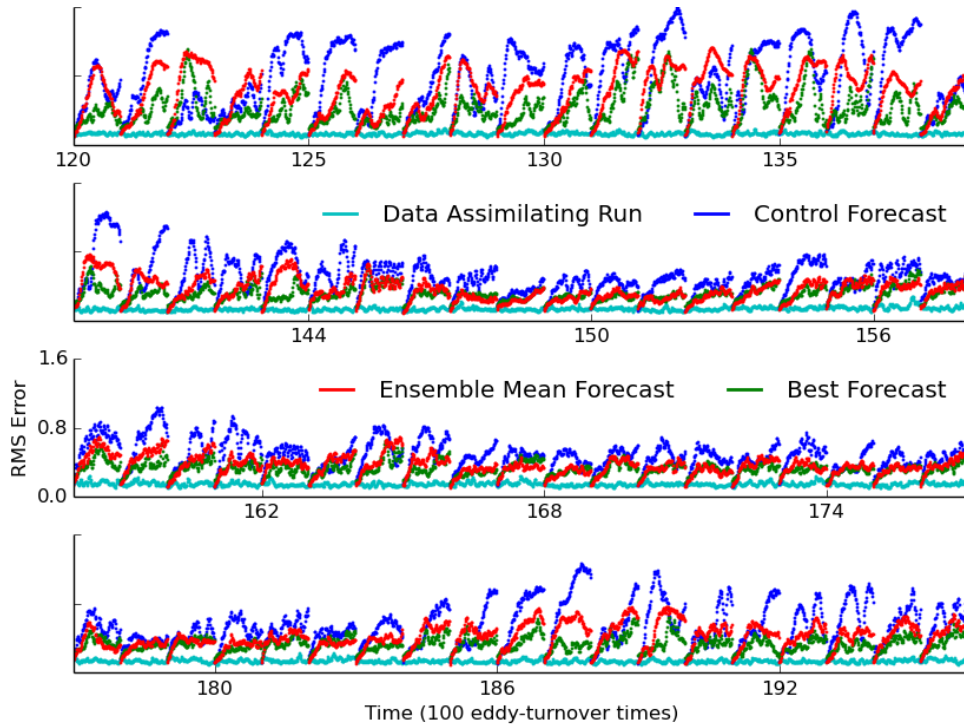 120 125 130 135
Data Assimilating Run Control Forecast
144 150 156
1.6
Ensemble Mean Forecast Best Forecast
0.8
RMS Error
0.0
162 168 174
180 186 192
Time (100 eddy-turnover times)